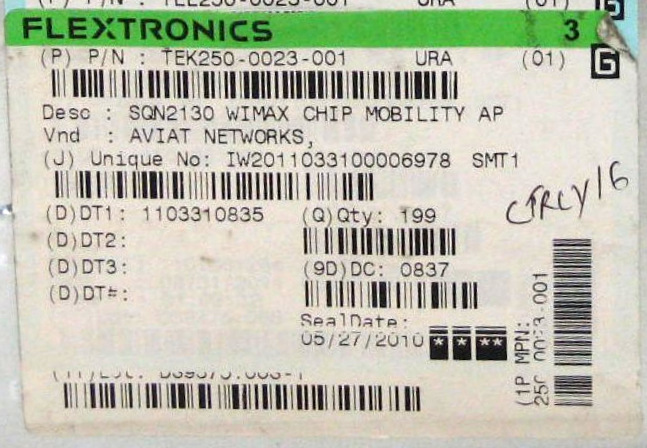 FLEXTRONICS 3
(P) P/N : TEK250-0023-001 URA (01) G
Desc : SQN2130 WIMAX CHIP MOBILITY AP
Vnd : AVIAT NETWORKS,
(J) Unique No: IW2011033100006978 SMT1
(D)DT1: 1103310835 (Q)Qty: 199
(D)DT2:
(D)DT3: (9D)DC: 0837
(D)DT#:
SealDate:
05/27/2010 * * **
(1P MPN: